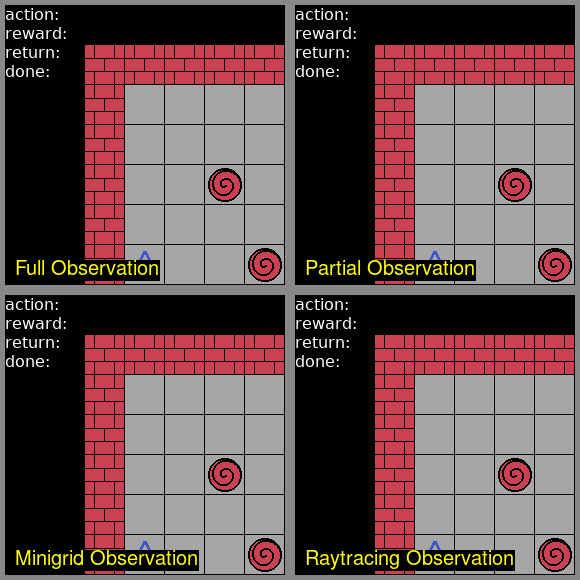 action:
reward:
return:
done:
Full Observation
action:
reward:
return:
done:
Partial Observation
action:
reward:
return:
done:
Minigrid Observation
action:
reward:
return:
done:
Raytracing Observation